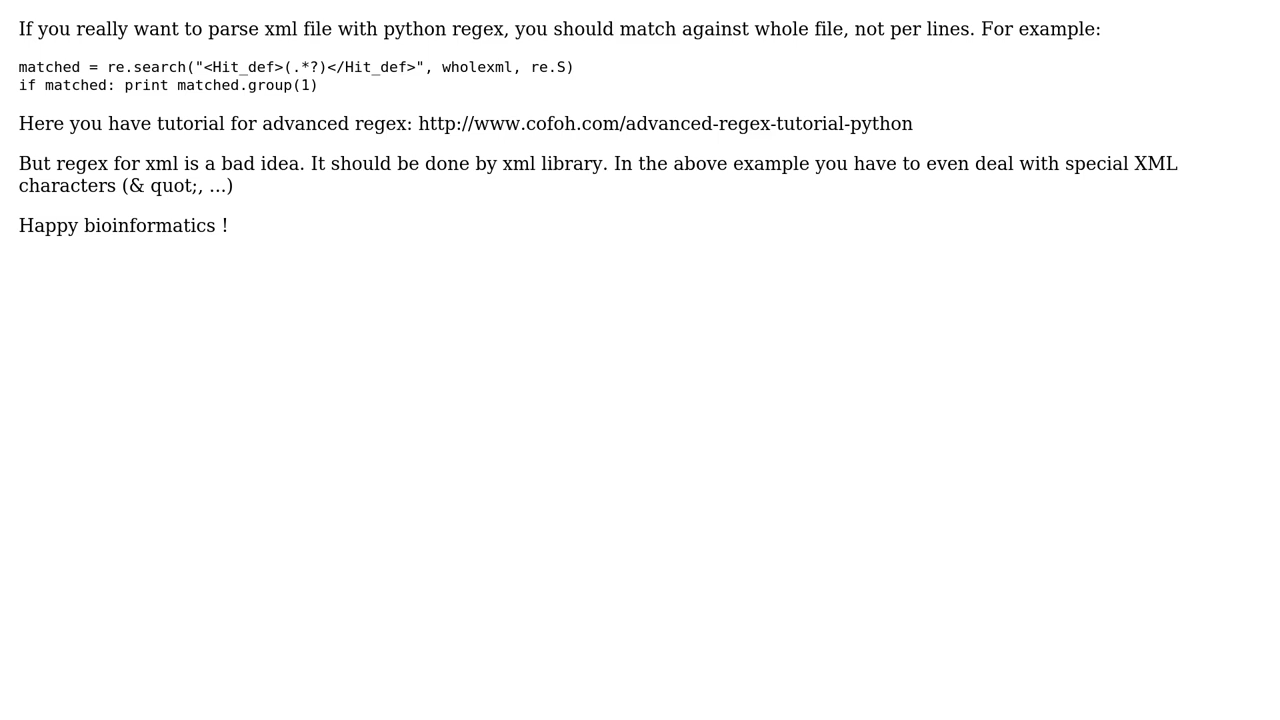 If you really want to parse xml file with python regex, you should match against whole file, not per lines. For example:
matched = re.search("<Hit_def>(.*?)</Hit_def>", wholexml, re.S)
if matched: print matched.group(1)
Here you have tutorial for advanced regex: http://www.cofoh.com/advanced-regex-tutorial-python
But regex for xml is a bad idea. It should be done by xml library. In the above example you have to even deal with special XML
characters (& quot;, ...)
Happy bioinformatics !